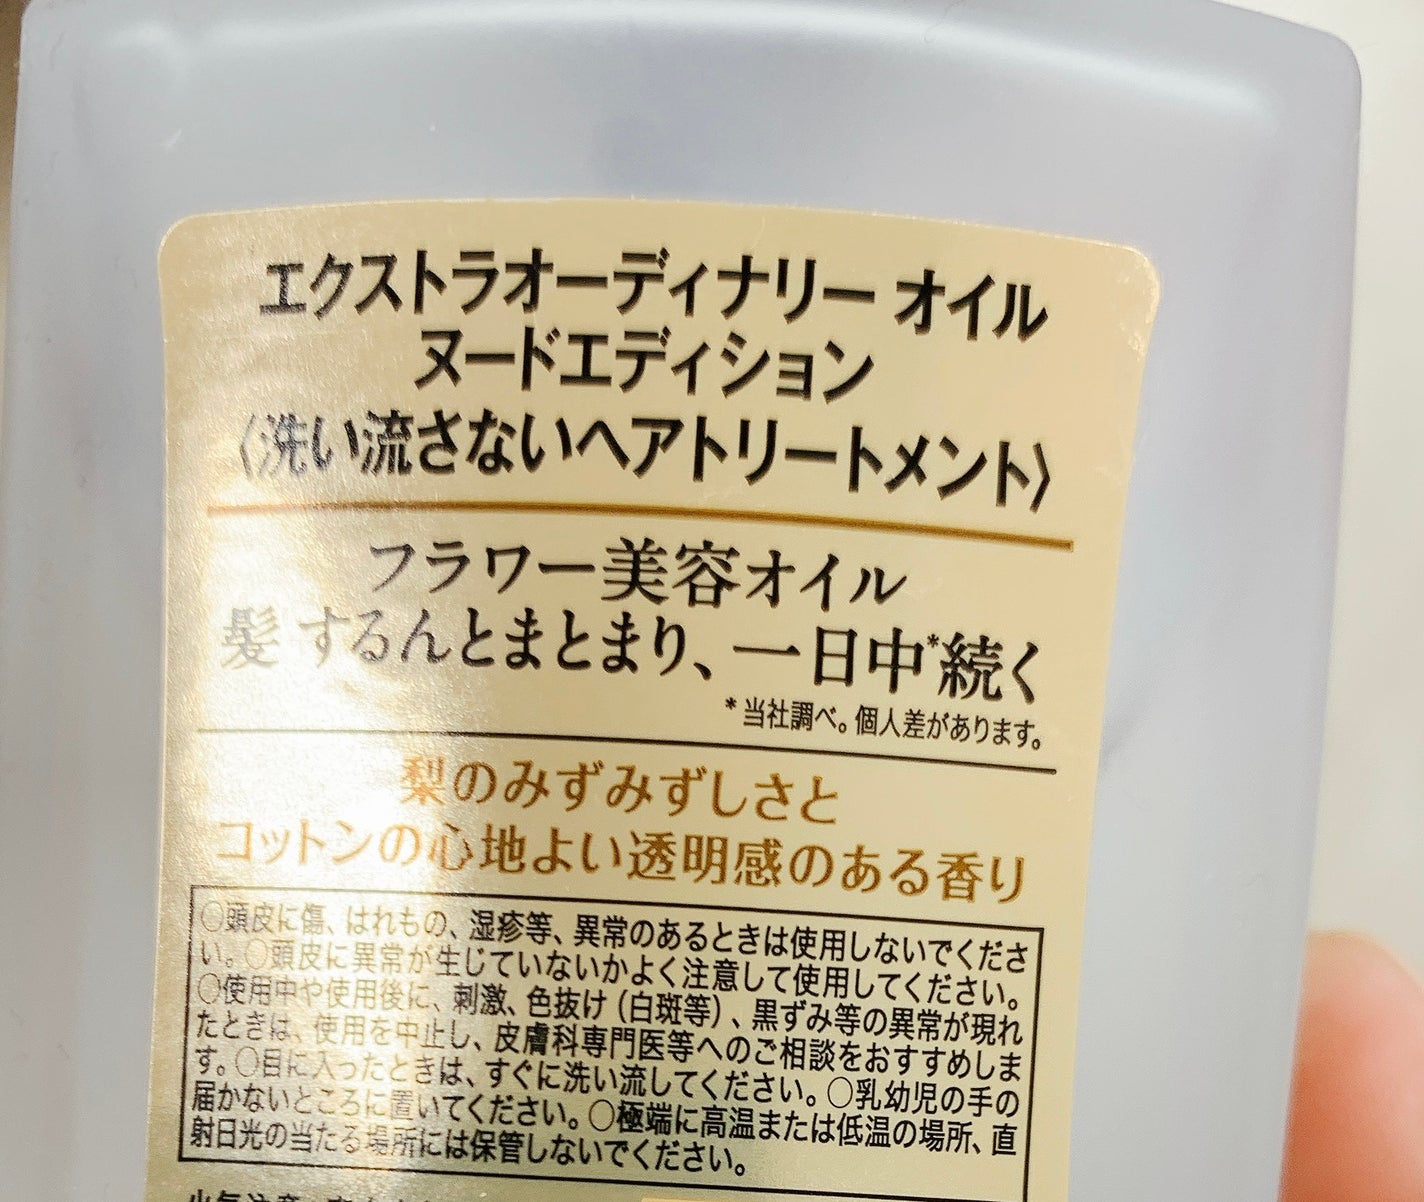 エクストラオーディナリー オイル
ヌードエディション
〈洗い流さないヘアトリートメント〉
フラワー美容オイル
髪 するんとまとまり、一日中*続く
*当社調べ。個人差があります。
梨のみずみずしさと
コットンの心地よい透明感のある香り
○頭皮に傷、はれもの、湿疹等、異常のあるときは使用しないでくださ
い。○頭皮に異常が生じていないかよく注意して使用してください。
○使用中や使用後に、刺激、色抜け（白斑等）、黒ずみ等の異常が現れ
たときは、使用を中止し、皮膚科専門医等へのご相談をおすすめしま
す。○目に入ったときは、すぐに洗い流してください。○乳幼児の手の
届かないところに置いてください。○極端に高温または低温の場所、直
射日光の当たる場所には保管しないでください。